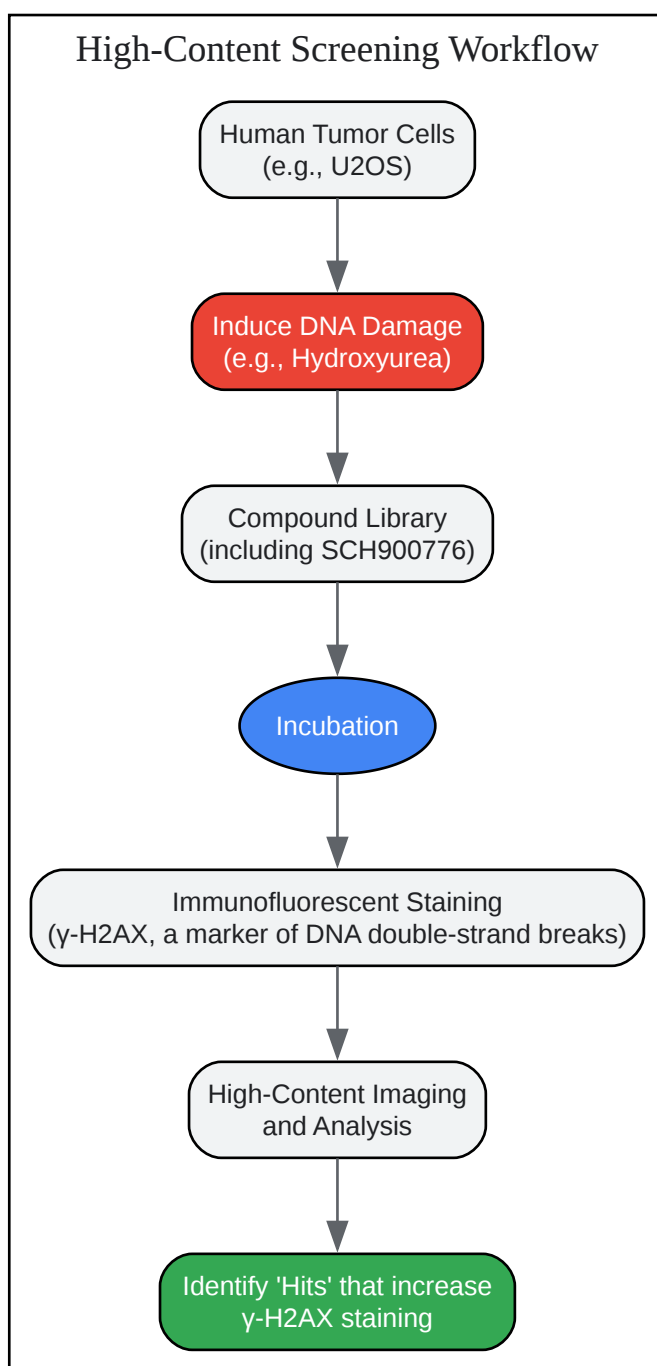 High-Content Screening Workflow
Human Tumor Cells
(e.g., U2OS)
Induce DNA Damage
(e.g., Hydroxyurea)
Compound Library
(including SCH900776)
Incubation
Immunofluorescent Staining
(γ-H2AX, a marker of DNA double-strand breaks)
High-Content Imaging
and Analysis
Identify 'Hits' that increase
γ-H2AX staining